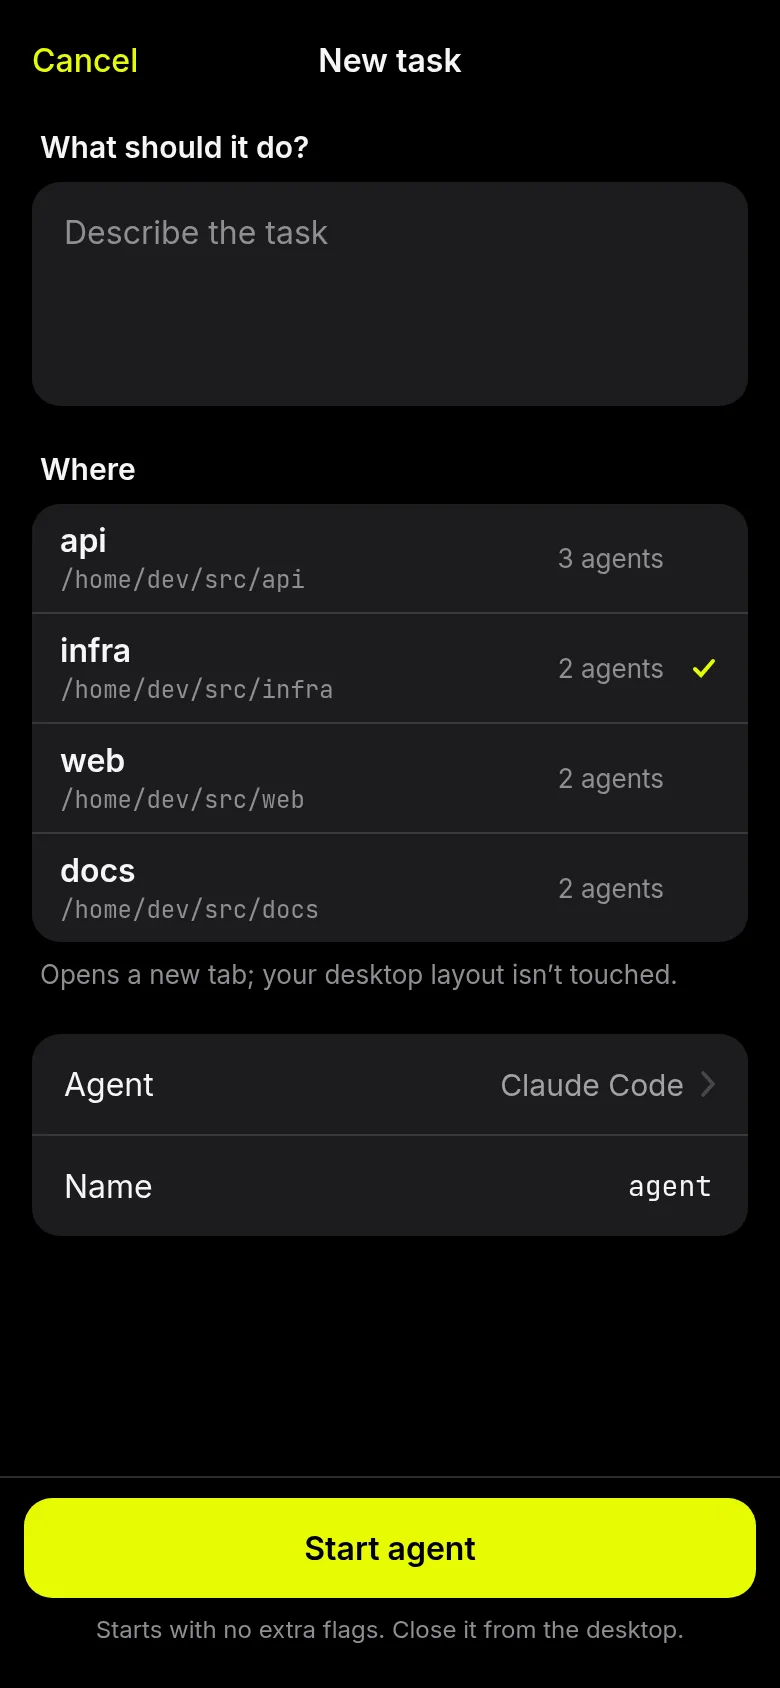 Cancel
New task
What should it do?
Describe the task
Where
api
/home/dev/src/api
3 agents
infra
/home/dev/src/infra
2 agents
web
/home/dev/src/web
2 agents
docs
/home/dev/src/docs
2 agents
Opens a new tab; your desktop layout isn’t touched.
Agent
Claude Code
Name
agent
Start agent
Starts with no extra flags. Close it from the desktop.